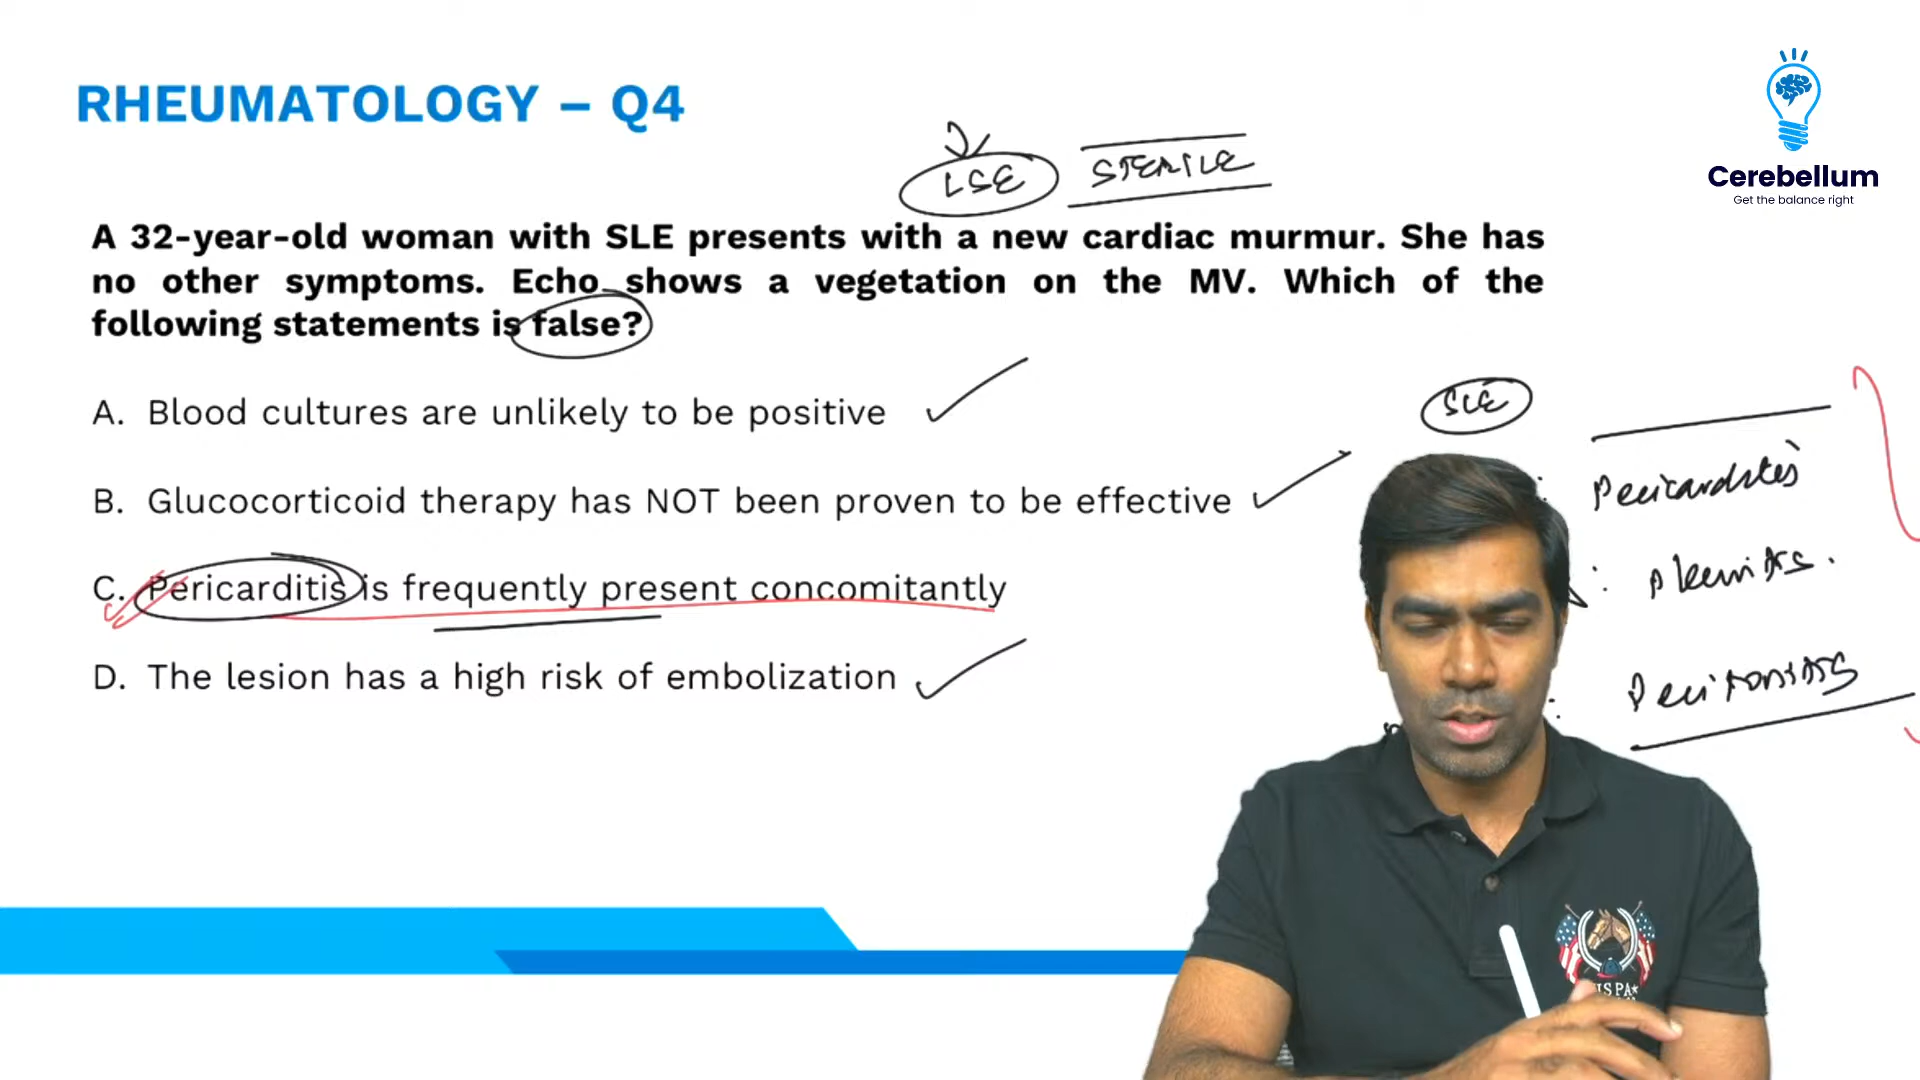 RHEUMATOLOGY – Q4
Cerebellum
Get the balance right
LSE STERILE
A 32-year-old woman with SLE presents with a new cardiac murmur. She has
no other symptoms. Echo shows a vegetation on the MV. Which of the
following statements is false?
A. Blood cultures are unlikely to be positive
B. Glucocorticoid therapy has NOT been proven to be effective
C. Pericarditis is frequently present concomitantly
D. The lesion has a high risk of embolization
SLE
Pericarditis